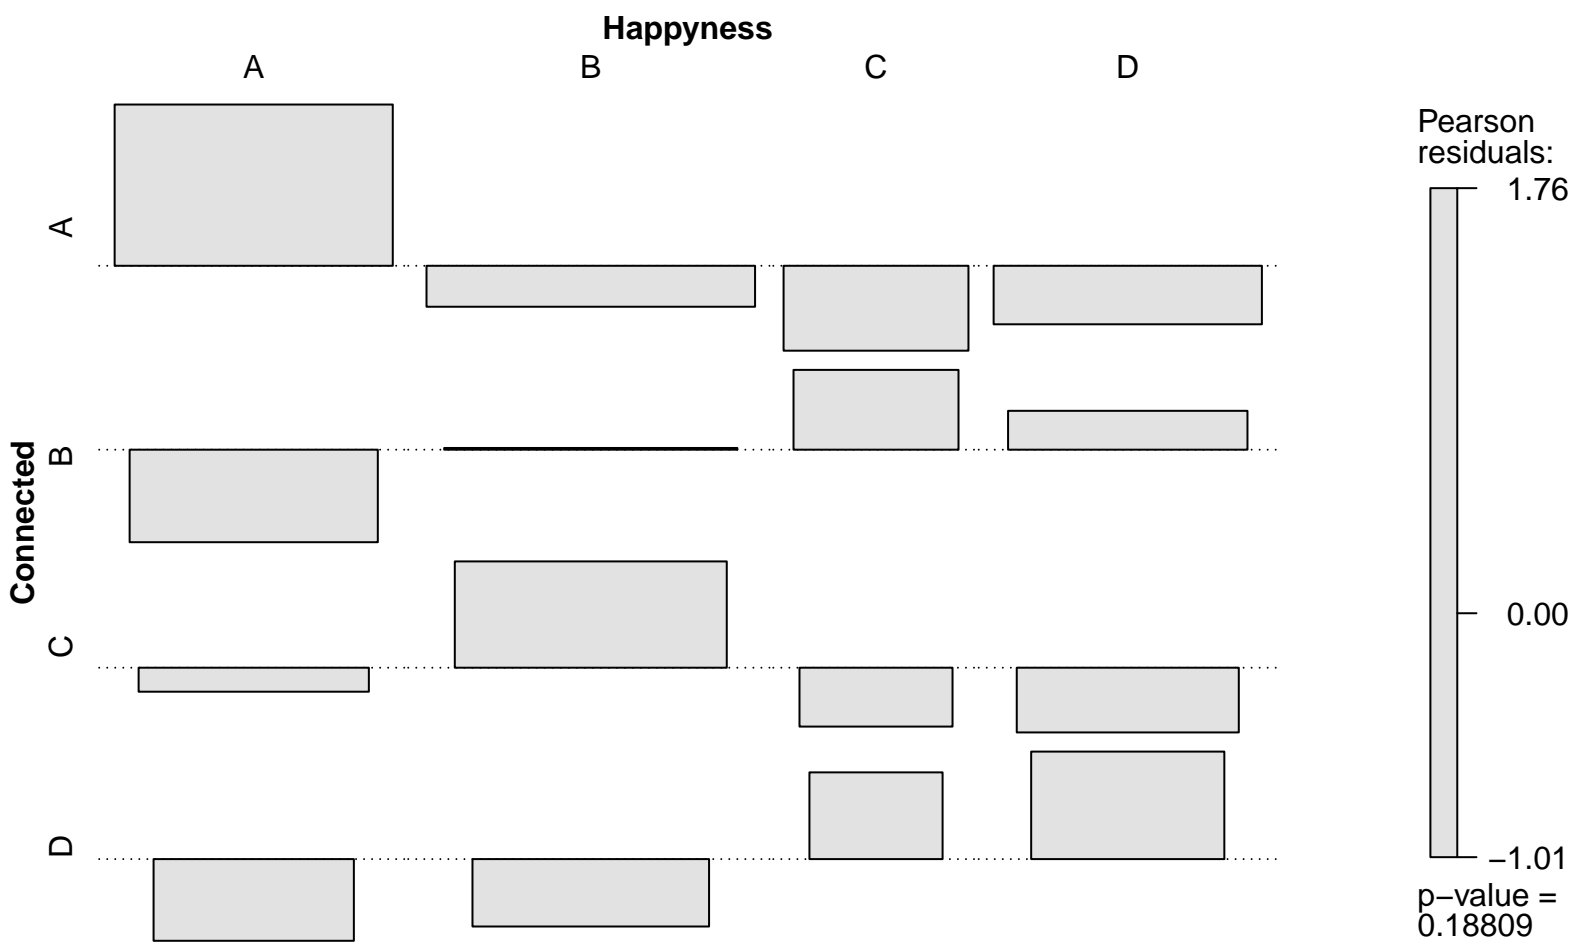 Happyness
A B C D
Connected
A
B
C
D
Pearson
residuals:
1.76
0.00
−1.01
p−value =
0.18809